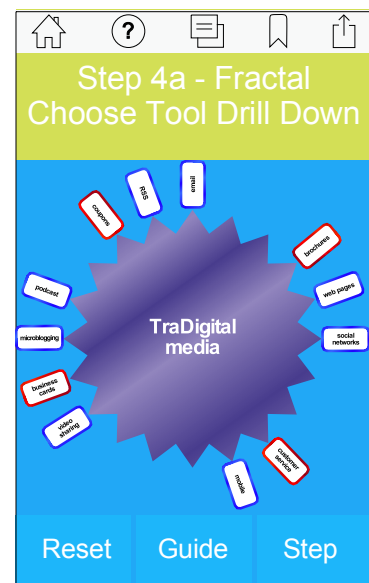 ?
Step 4a - Fractal
Choose Tool Drill Down
email
RSS
coupons
brochures
podcast
web pages
TraDigital
media
microblogging
social
networks
business
cards
video
sharing
customer
service
mobile
Reset Guide Step